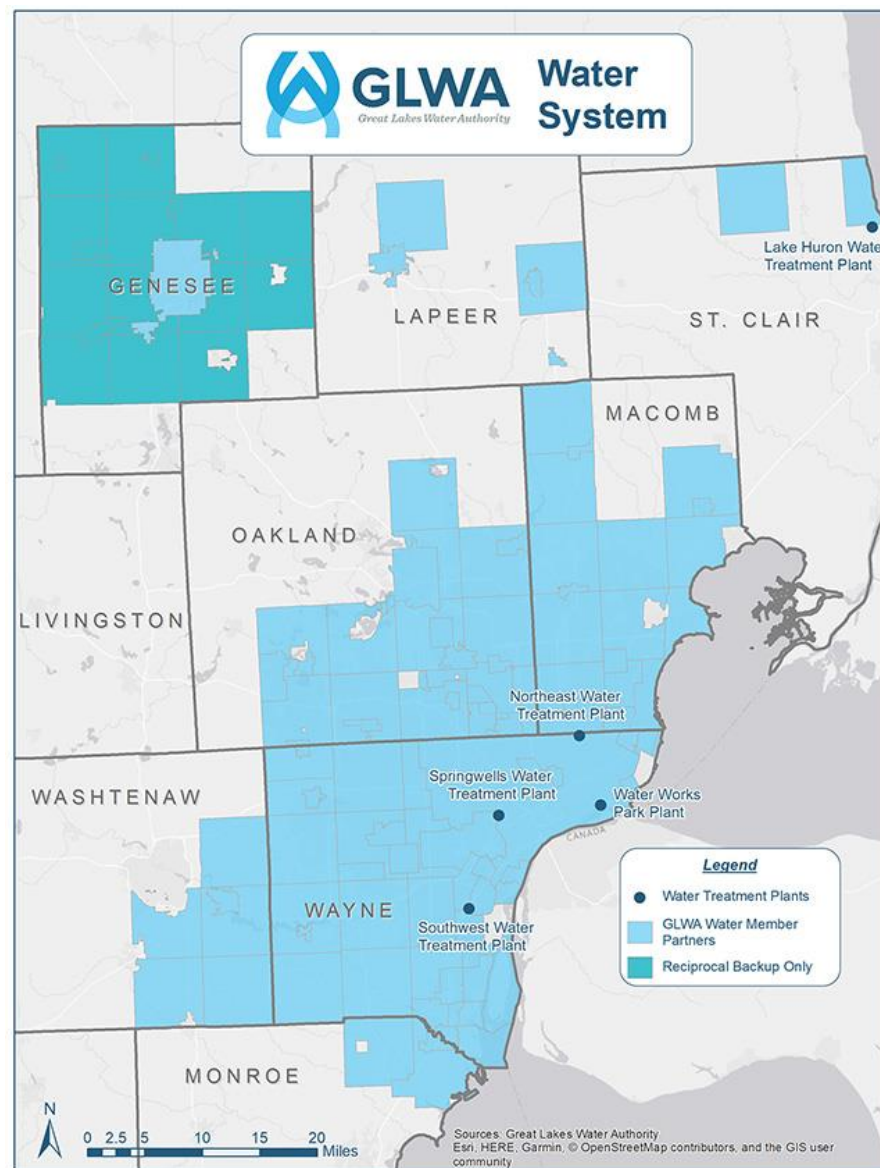 GLWA
Great Lakes Water Authority
Water
System
GENESEE
LAPEER
ST. CLAIR
Lake Huron Water
Treatment Plant
MACOMB
OAKLAND
LIVINGSTON
Northeast Water
Treatment Plant
WASHTENAW
Springwells Water
Treatment Plant
Water Works
Park Plant
CANADA
WAYNE
Southwest Water
Treatment Plant
Legend
Water Treatment Plants
GLWA Water Member
Partners
Reciprocal Backup Only
MONROE
N
0 2.5 5 10 15 20
Miles
Sources: Great Lakes Water Authority
Esri, HERE, Garmin, © OpenStreetMap contributors, and the GIS user
community